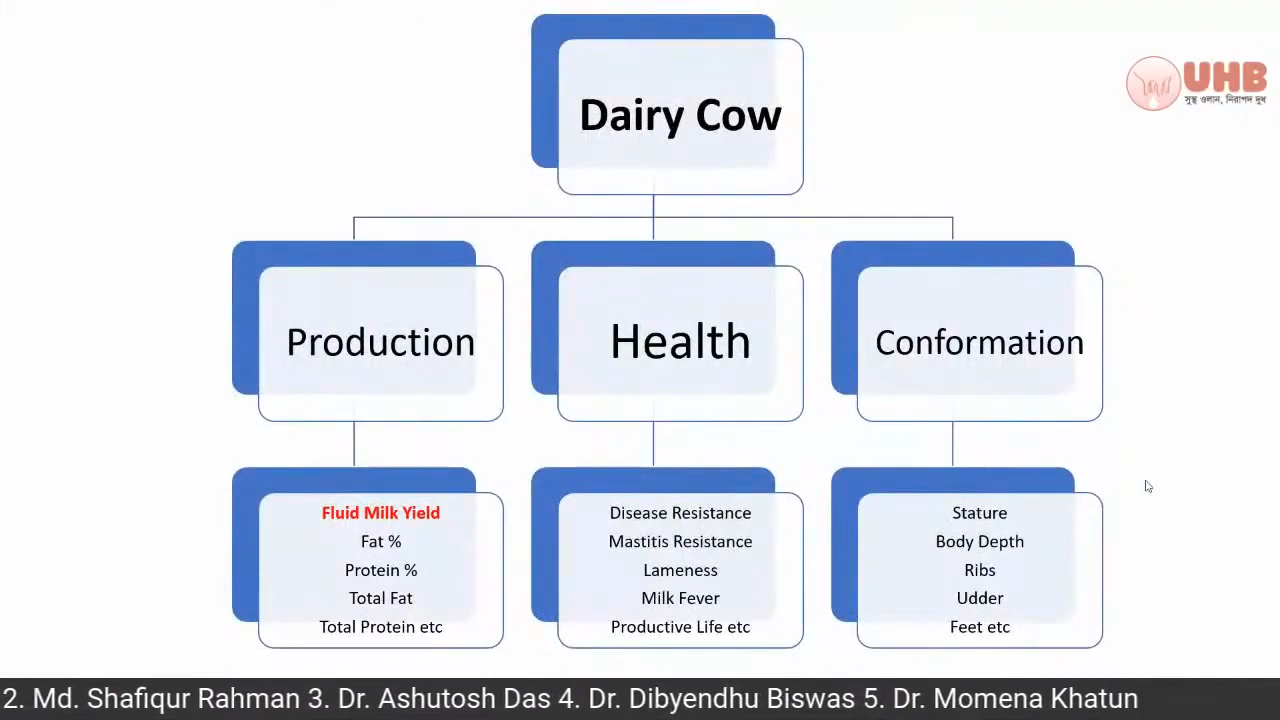 Dairy Cow
UHB
সুস্থ ওলান, নিরাপদ দুধ
Production
Health
Conformation
Fluid Milk Yield
Fat %
Protein %
Total Fat
Total Protein etc
Disease Resistance
Mastitis Resistance
Lameness
Milk Fever
Productive Life etc
Stature
Body Depth
Ribs
Udder
Feet etc
2. Md. Shafiqur Rahman 3. Dr. Ashutosh Das 4. Dr. Dibyendhu Biswas 5. Dr. Momena Khatun